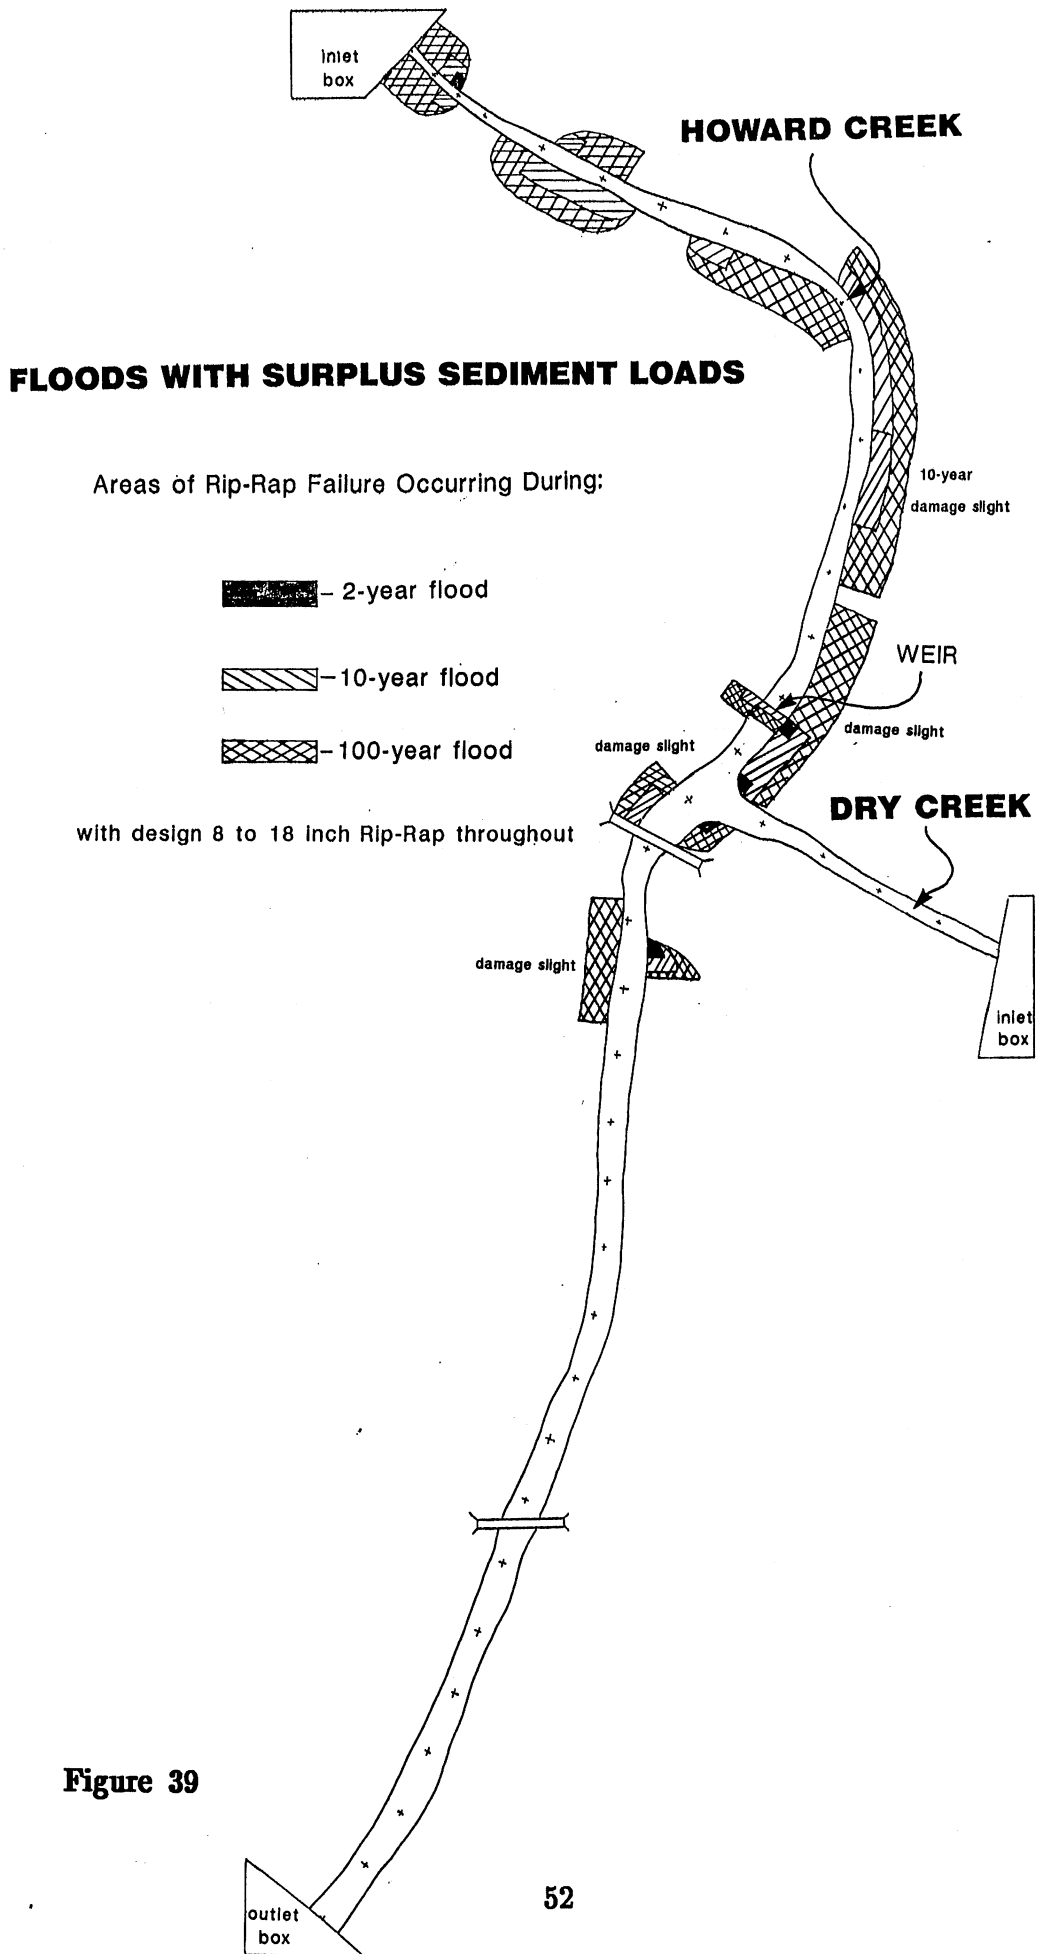 inlet
box
HOWARD CREEK
FLOODS WITH SURPLUS SEDIMENT LOADS
Areas of Rip-Rap Failure Occurring During:
10-year
damage slight
– 2-year flood
WEIR
– 10-year flood
damage slight
damage slight
– 100-year flood
DRY CREEK
with design 8 to 18 inch Rip-Rap throughout
damage slight
inlet
box
Figure 39
52
outlet
box